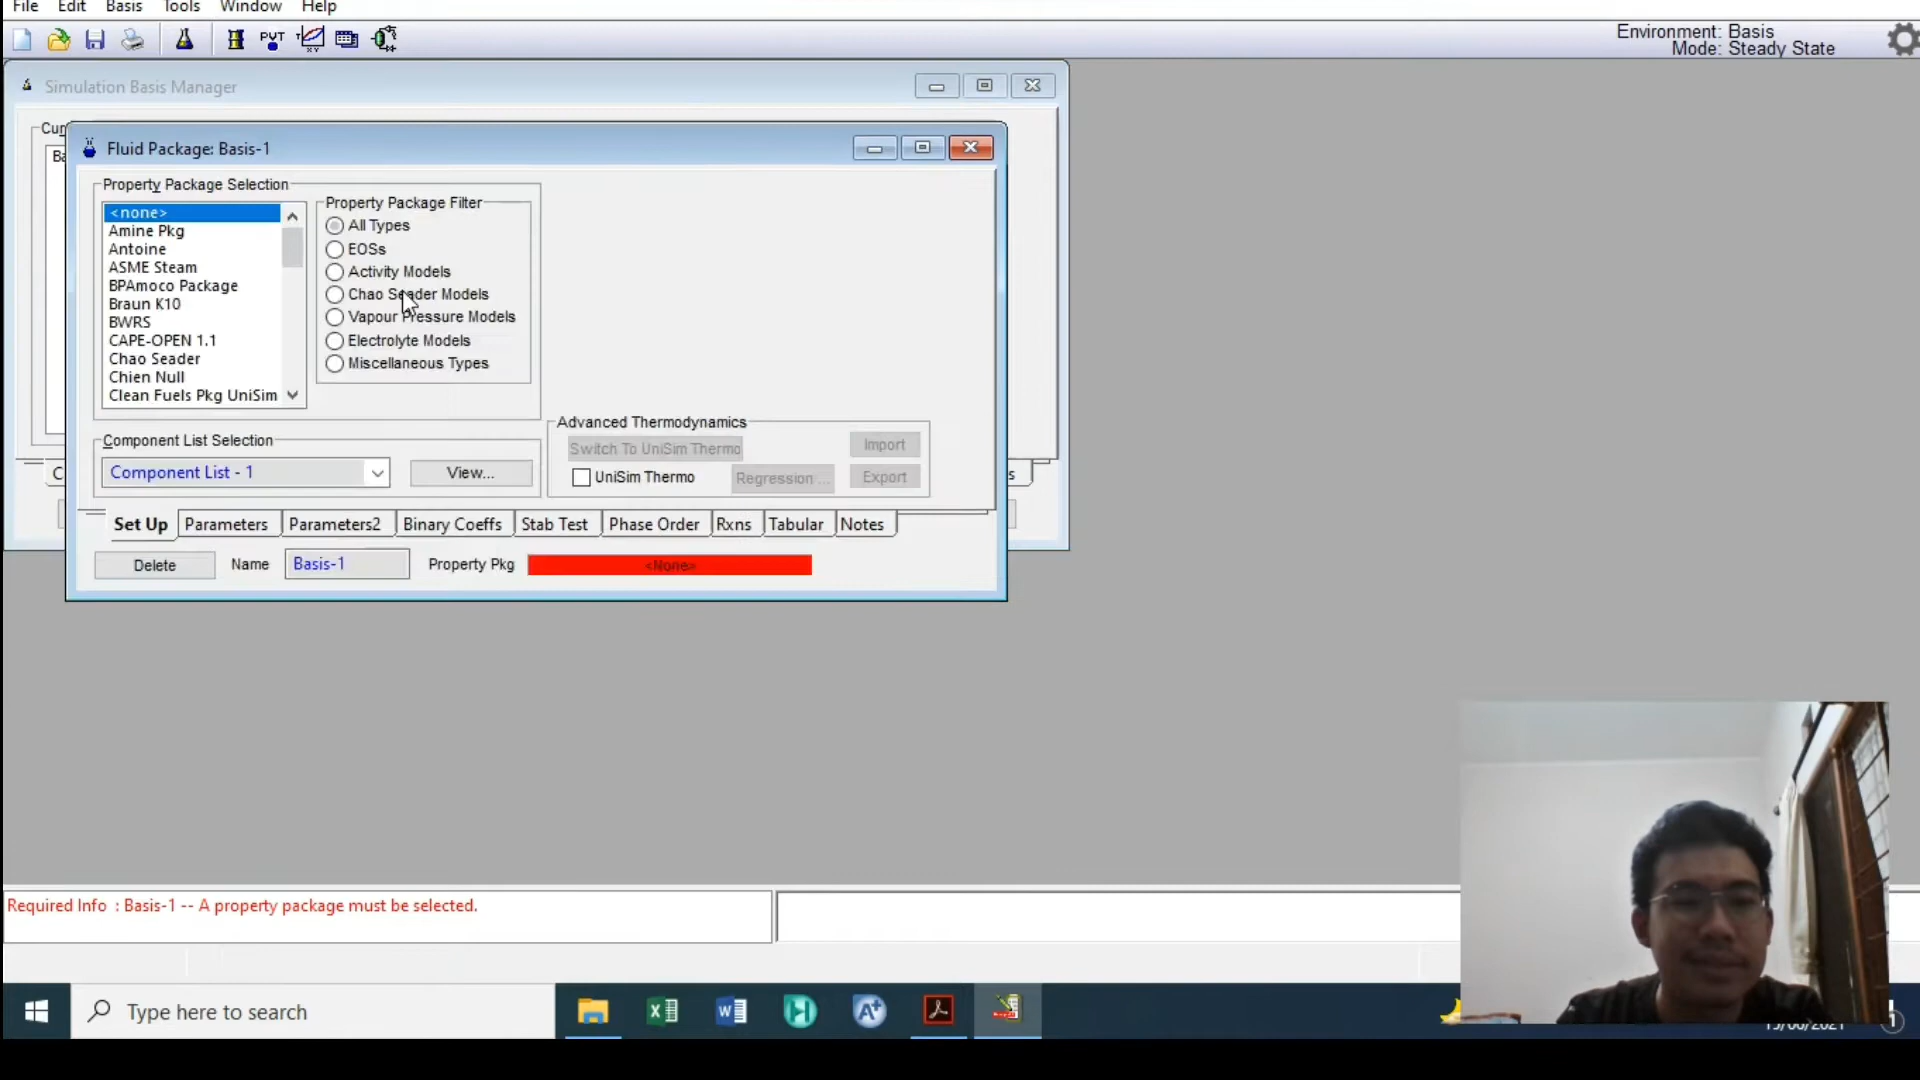 File Edit Basis Tools Window Help
PVT
Environment: Basis
Mode: Steady State
Simulation Basis Manager
Fluid Package: Basis-1
Property Package Selection
<none>
Amine Pkg
Antoine
ASME Steam
BPAmoco Package
Braun K10
BWRS
CAPE-OPEN 1.1
Chao Seader
Chien Null
Clean Fuels Pkg UniSim
Property Package Filter
All Types
EOSs
Activity Models
Chao Seader Models
Vapour Pressure Models
Electrolyte Models
Miscellaneous Types
Component List Selection
Component List - 1
View...
Advanced Thermodynamics
Switch To UniSim Thermo
Import
UniSim Thermo
Regression ...
Export
Set Up Parameters Parameters2 Binary Coeffs Stab Test Phase Order Rxns Tabular Notes
Delete Name Basis-1 Property Pkg <None>
Required Info : Basis-1 -- A property package must be selected.
Type here to search